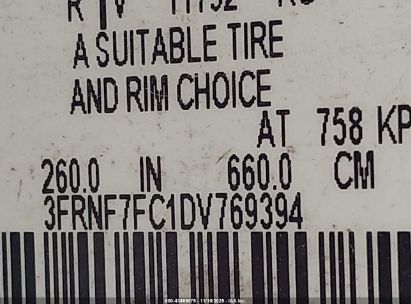 A SUITABLE TIRE
AND RIM CHOICE
AT 758 KP
260.0 IN 660.0 CM
3FRNF7FC1DV769394